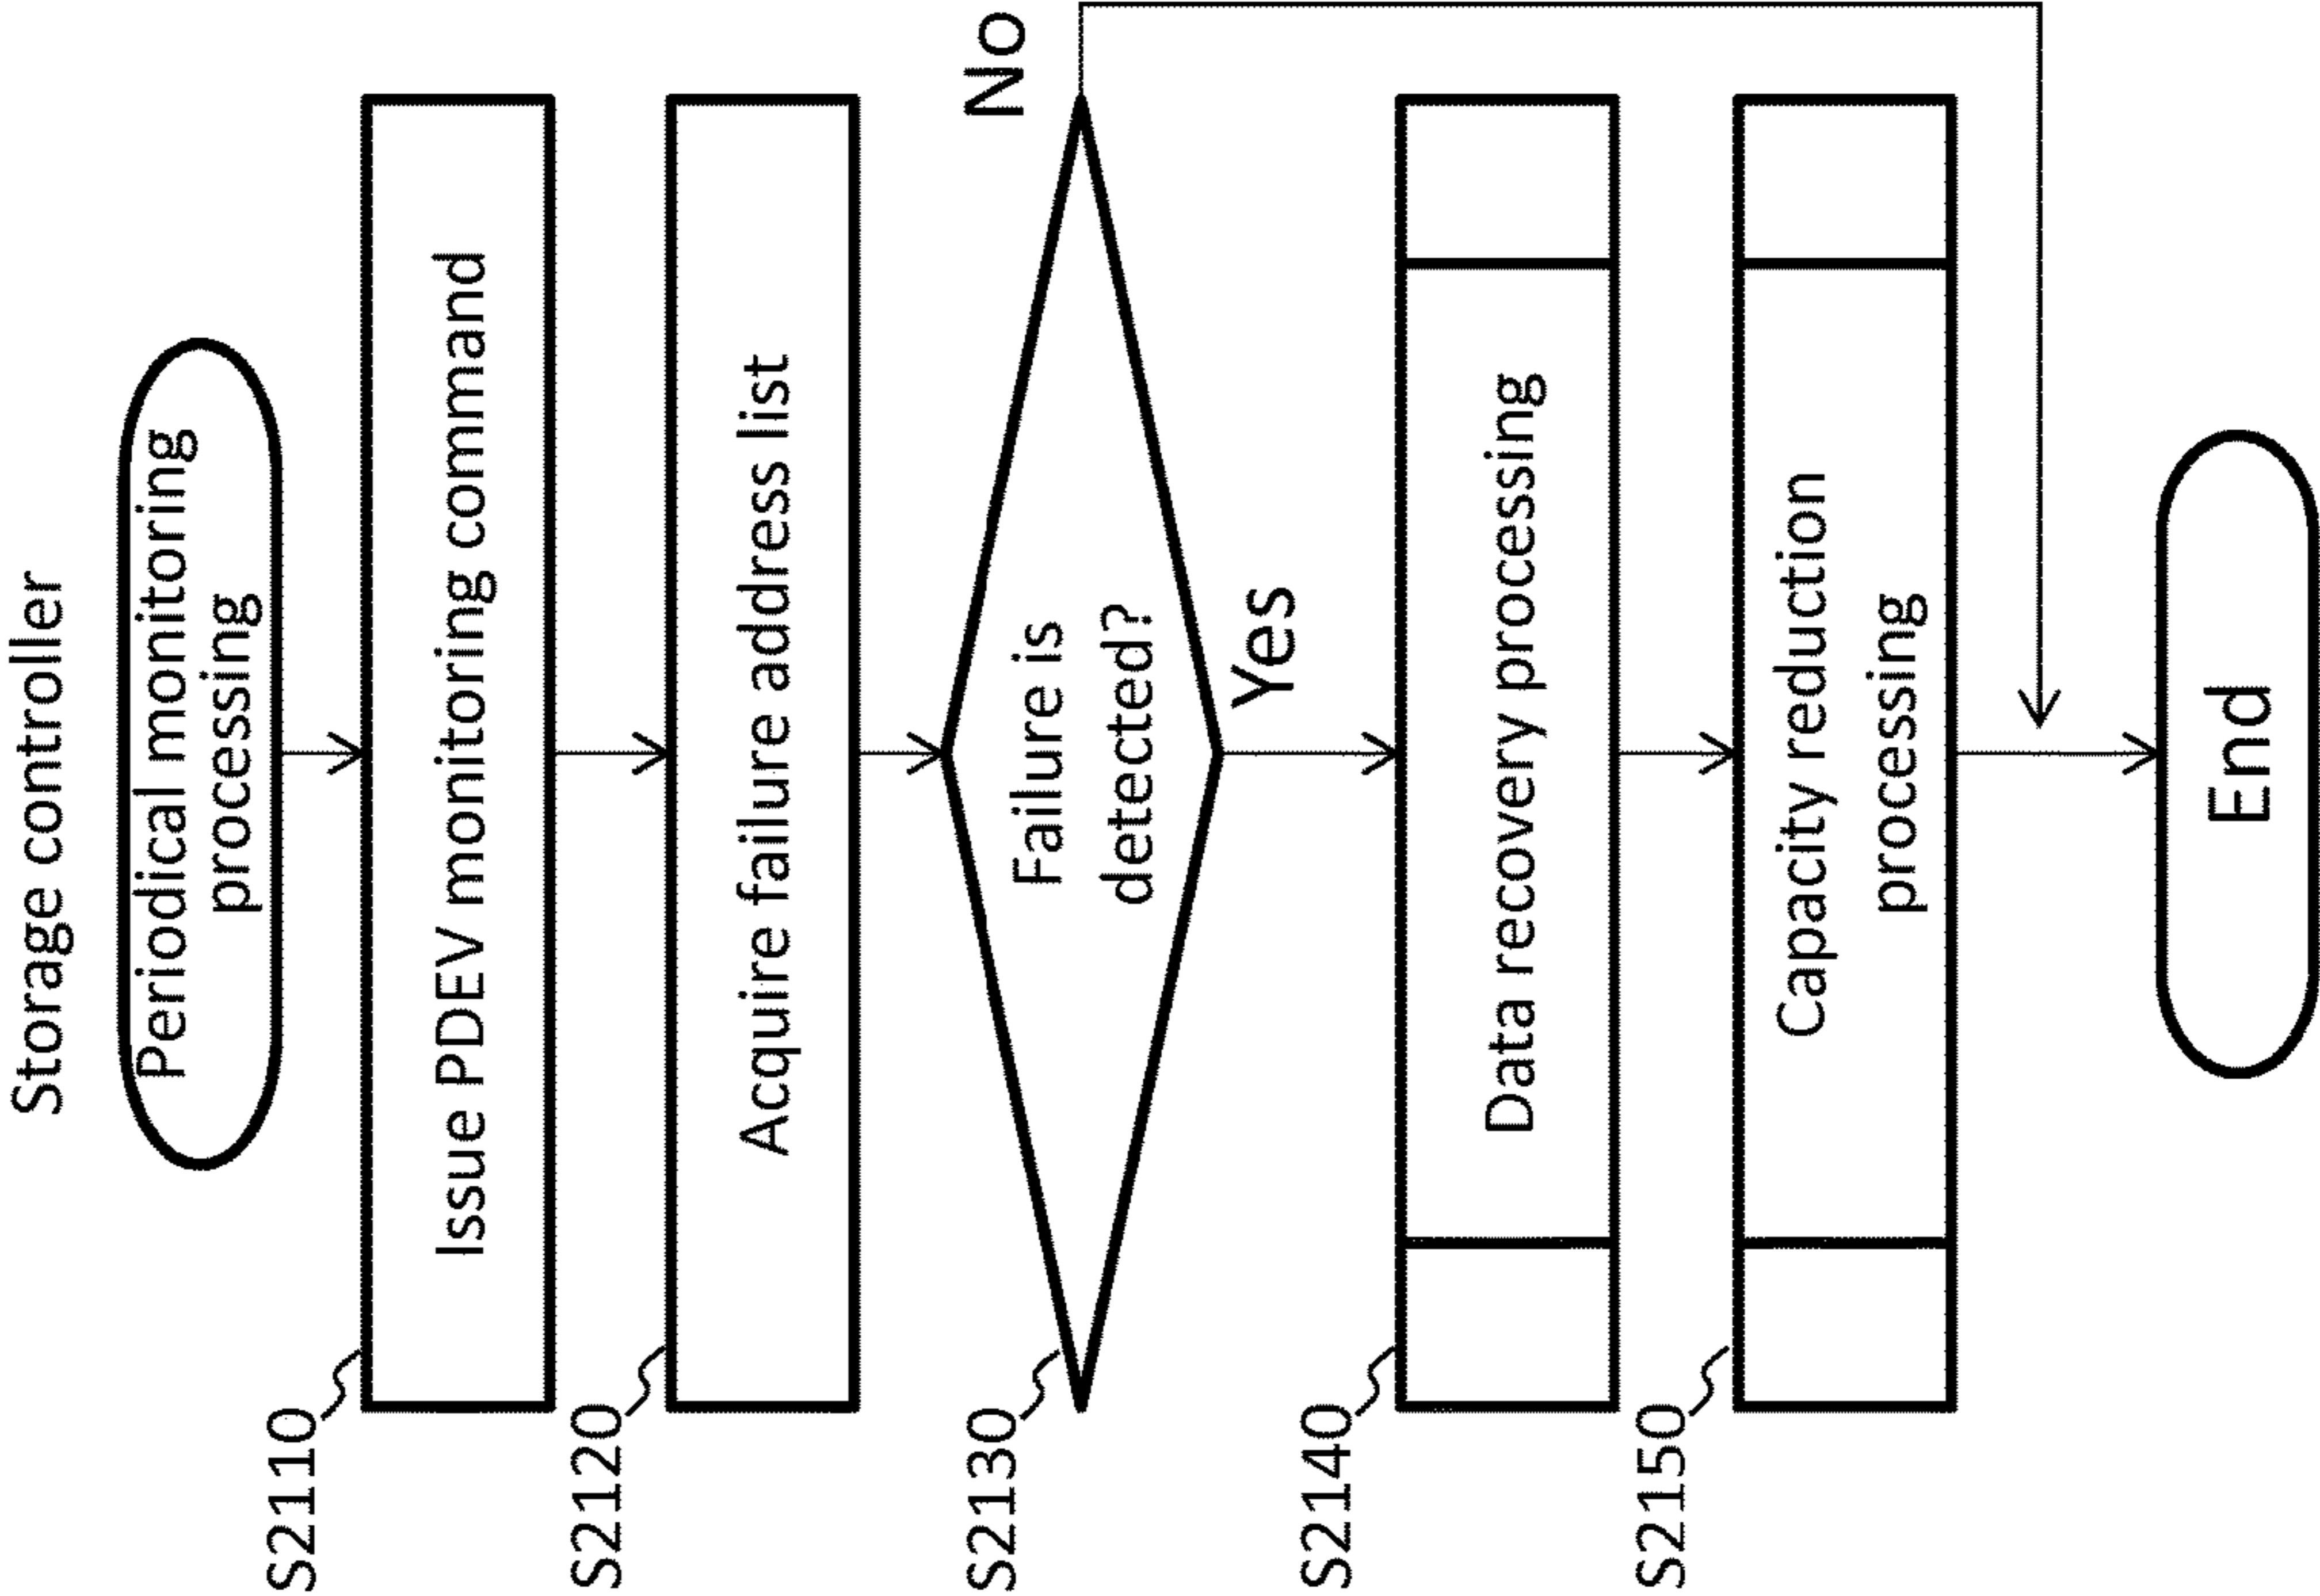 Storage controller
Periodical monitoring
processing
S2110
Issue PDEV monitoring command
S2120
Acquire failure address list
S2130
Failure is
detected?
No
Yes
S2140
Data recovery processing
S2150
Capacity reduction
processing
End